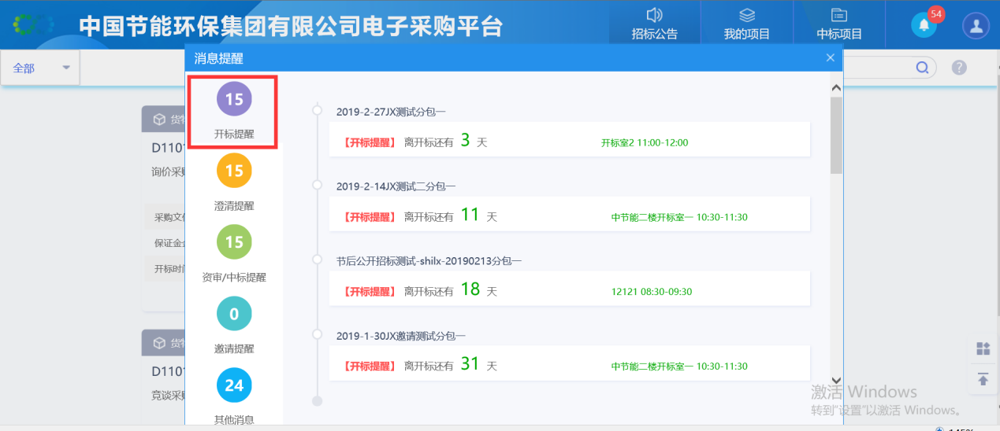 中国节能环保集团有限公司电子采购平台
招标公告
我的项目
中标项目
54
全部
消息提醒
15
开标提醒
15
澄清提醒
15
资审/中标提醒
0
邀请提醒
24
其他消息
2019-2-27JX测试分包一
【开标提醒】 离开标还有 3 天 开标室2 11:00-12:00
2019-2-14JX测试二分包一
【开标提醒】 离开标还有 11 天 中节能二楼开标室一 10:30-11:30
节后公开招标测试-shilx-20190213分包一
【开标提醒】 离开标还有 18 天 12121 08:30-09:30
2019-1-30JX邀请测试分包一
【开标提醒】 离开标还有 31 天 中节能二楼开标室一 10:30-11:30
货物
D1101
询价采购
采购文件
保证金
开标时间
货物
D1101
竞谈采购
激活 Windows
转到"设置"以激活 Windows。